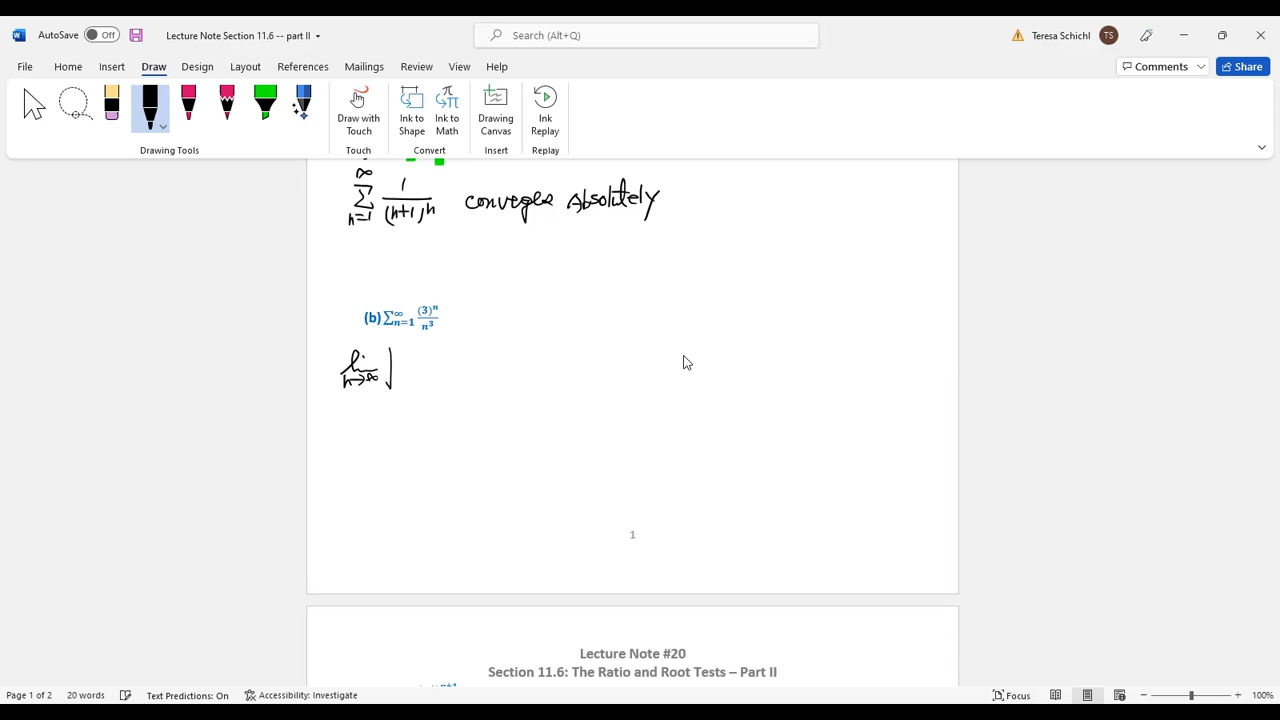 AutoSave Off Lecture Note Section 11.6 -- part II Search (Alt+Q) Teresa Schichl TS
File Home Insert Draw Design Layout References Mailings Review View Help Comments Share
Draw with Touch Ink to Shape Ink to Math Drawing Canvas Ink Replay
Drawing Tools Touch Convert Insert Replay
∞ Σ n=1 1/(n+1)^n converges Absolutely
(b) ∑_{n=1}^{∞} (3)^n/n^3
lim n→∞ |
1
Lecture Note #20
Section 11.6: The Ratio and Root Tests – Part II
Page 1 of 2 20 words Text Predictions: On Accessibility: Investigate Focus 100%